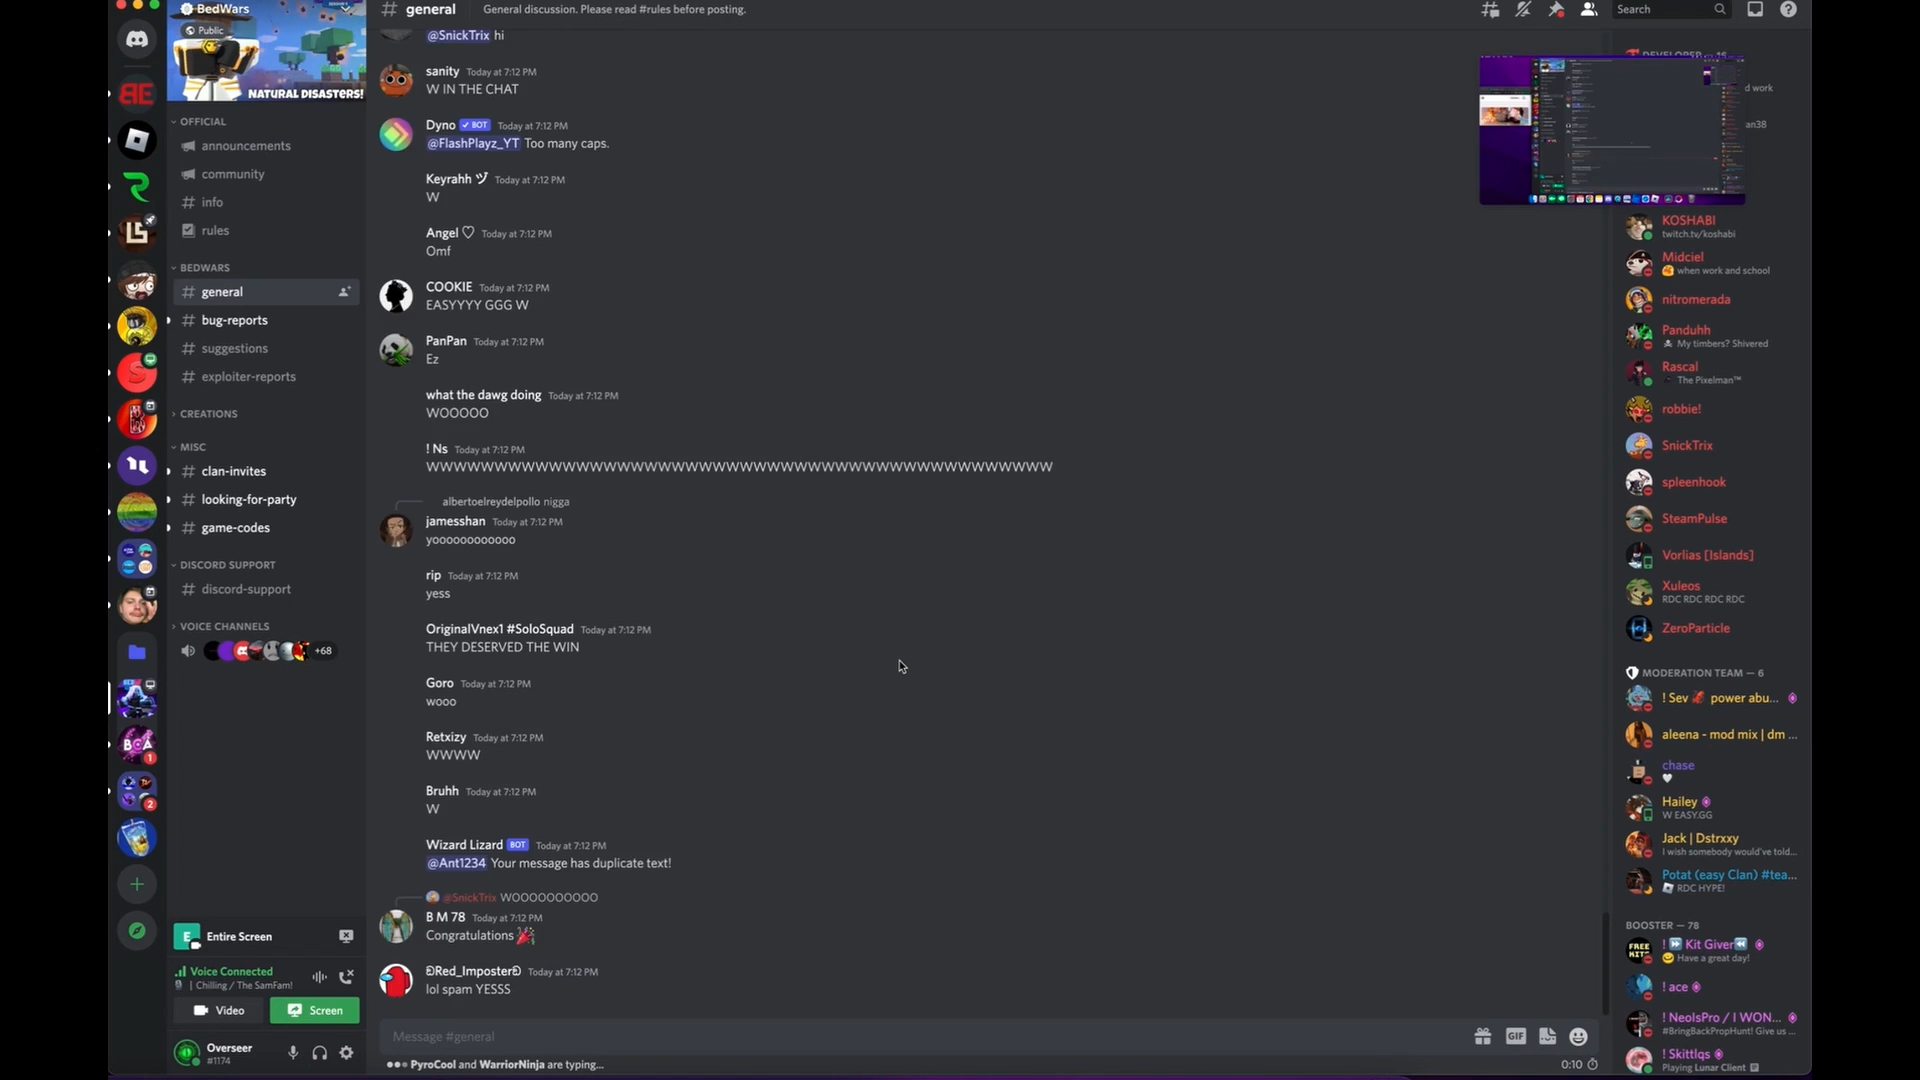 BedWars
Public
NATURAL DISASTERS!
OFFICIAL
announcements
community
info
rules
BEDWARS
general
bug-reports
suggestions
exploiter-reports
CREATIONS
MISC
clan-invites
looking-for-party
game-codes
DISCORD SUPPORT
discord-support
VOICE CHANNELS
+68
Entire Screen
Voice Connected
| Chilling / The SamFam!
Video
Screen
Overseer
#1174
# general General discussion. Please read #rules before posting.
Search
@SnickTrix hi
sanity Today at 7:12 PM
W IN THE CHAT
Dyno ✓ BOT Today at 7:12 PM
@FlashPlayz_YT Too many caps.
Keyrahh ヅ Today at 7:12 PM
W
Angel ♡ Today at 7:12 PM
Omf
COOKIE Today at 7:12 PM
EASYYYY GGG W
PanPan Today at 7:12 PM
Ez
what the dawg doing Today at 7:12 PM
WOOOOO
! Ns Today at 7:12 PM
WWWWWWWWWWWWWWWWWWWWWWWWWWWWWWWWWWWWWWWWWWWWWW
albertoelreydelpollo nigga
jamesshan Today at 7:12 PM
yoooooooooooo
rip Today at 7:12 PM
yess
OriginalVnex1 #SoloSquad Today at 7:12 PM
THEY DESERVED THE WIN
Goro Today at 7:12 PM
wooo
Retxizy Today at 7:12 PM
WWWW
Bruhh Today at 7:12 PM
W
Wizard Lizard BOT Today at 7:12 PM
@Ant1234 Your message has duplicate text!
@SnickTrix WOOOOOOOOOO
B M 78 Today at 7:12 PM
Congratulations 🎉
Red_Imposter Today at 7:12 PM
lol spam YESSS
Message #general
GIF
PyroCool and WarriorNinja are typing...
0:10
d work
an38
KOSHABI
twitch.tv/koshabi
Midciel
when work and school
nitromerada
Panduhh
My timbers? Shivered
Rascal
The Pixelman™
robbie!
SnickTrix
spleenhook
SteamPulse
Vorlias [Islands]
Xuleos
RDC RDC RDC RDC
ZeroParticle
MODERATION TEAM — 6
! Sev power abu...
aleena - mod mix | dm ...
chase
Hailey
W EASY.GG
Jack | Dstrxxy
I wish somebody would've told...
Potat (easy Clan) #tea...
RDC HYPE!
BOOSTER — 78
! ⏩ Kit Giver⏪
Have a great day!
! ace
! NeoIsPro / I WON...
#BringBackPropHunt! Give us ...
! Skittlqs
Playing Lunar Client